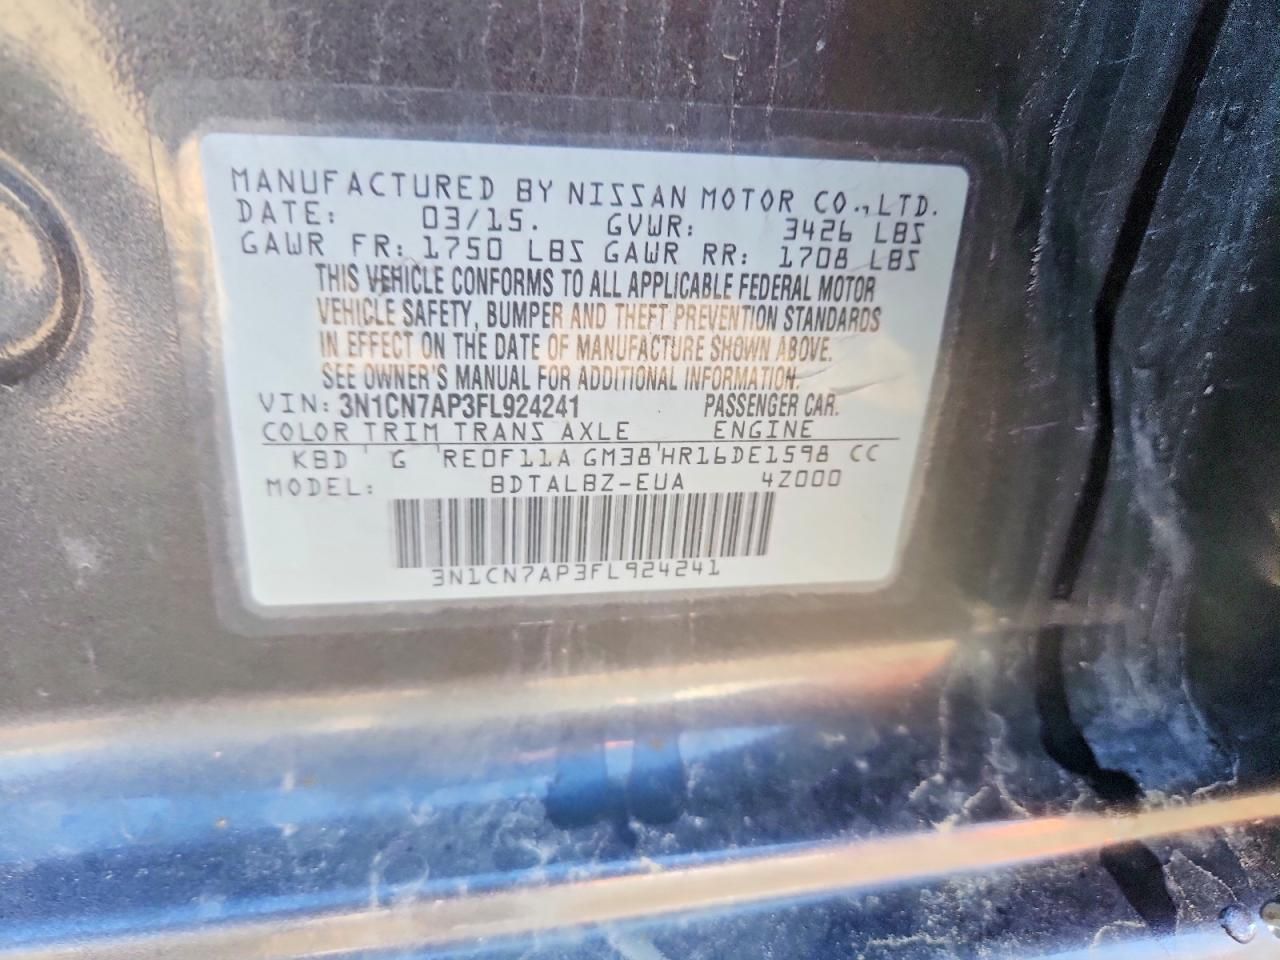 MANUFACTURED BY NISSAN MOTOR CO.,LTD.
DATE: 03/15. GVWR: 3426 LBS
GAWR FR: 1750 LBS GAWR RR: 1708 LBS
THIS VEHICLE CONFORMS TO ALL APPLICABLE FEDERAL MOTOR
VEHICLE SAFETY, BUMPER AND THEFT PREVENTION STANDARDS
IN EFFECT ON THE DATE OF MANUFACTURE SHOWN ABOVE.
SEE OWNER'S MANUAL FOR ADDITIONAL INFORMATION.
VIN: 3N1CN7AP3FL924241 PASSENGER CAR.
COLOR TRIM TRANS AXLE ENGINE
KBD G RE0F11A GM38 HR16DE1598 CC
MODEL: BDTALBZ-EUA 4Z000
3N1CN7AP3FL924241